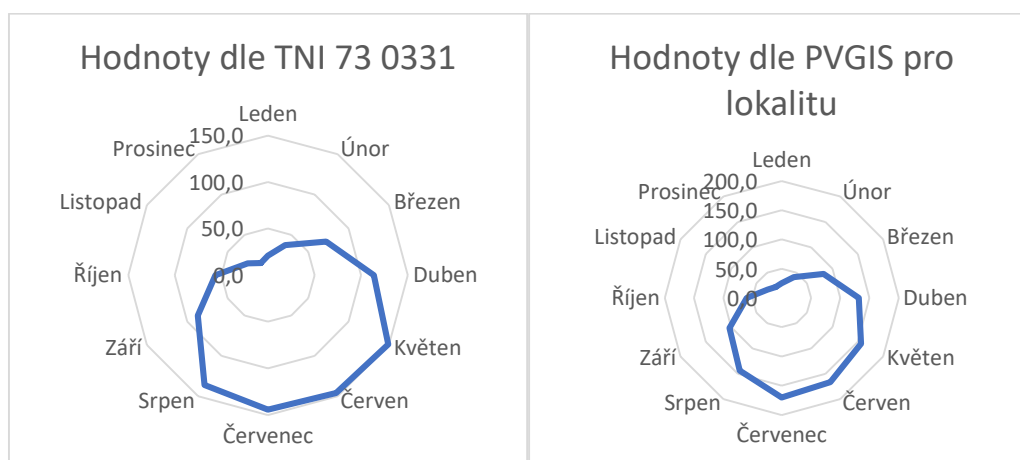 Hodnoty dle TNI 73 0331
Leden
150,0
Prosinec
Únor
100,0
Listopad
Březen
50,0
Říjen
0,0
Duben
Září
Květen
Srpen
Červen
Červenec
Hodnoty dle PVGIS pro
lokalitu
Leden
200,0
Prosinec
Únor
150,0
Listopad
100,0
Březen
50,0
Říjen
0,0
Duben
Září
Květen
Srpen
Červen
Červenec